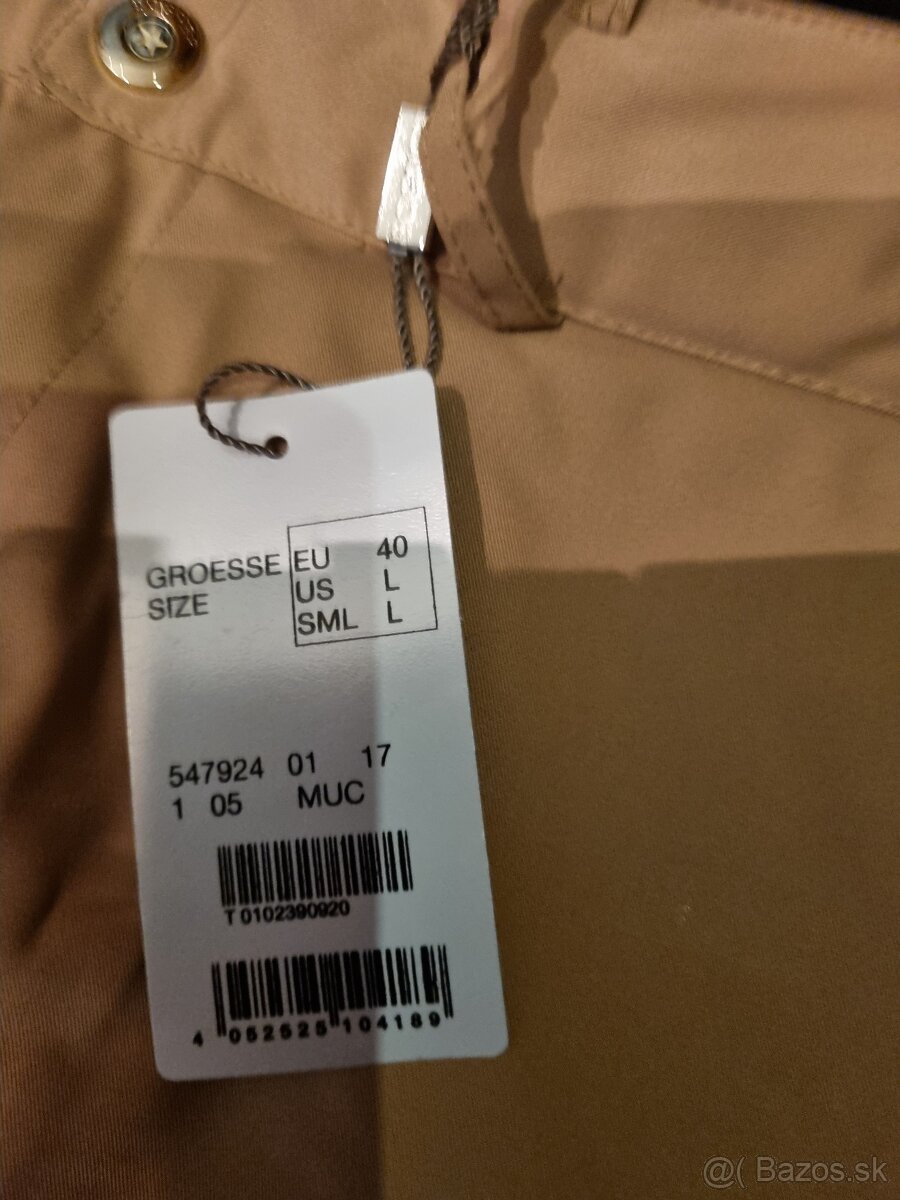 GROESSE EU 40
SIZE US L
SML L
547924 01 17
1 05 MUC
T 0102390920
4 052525 104189
@( Bazos.sk